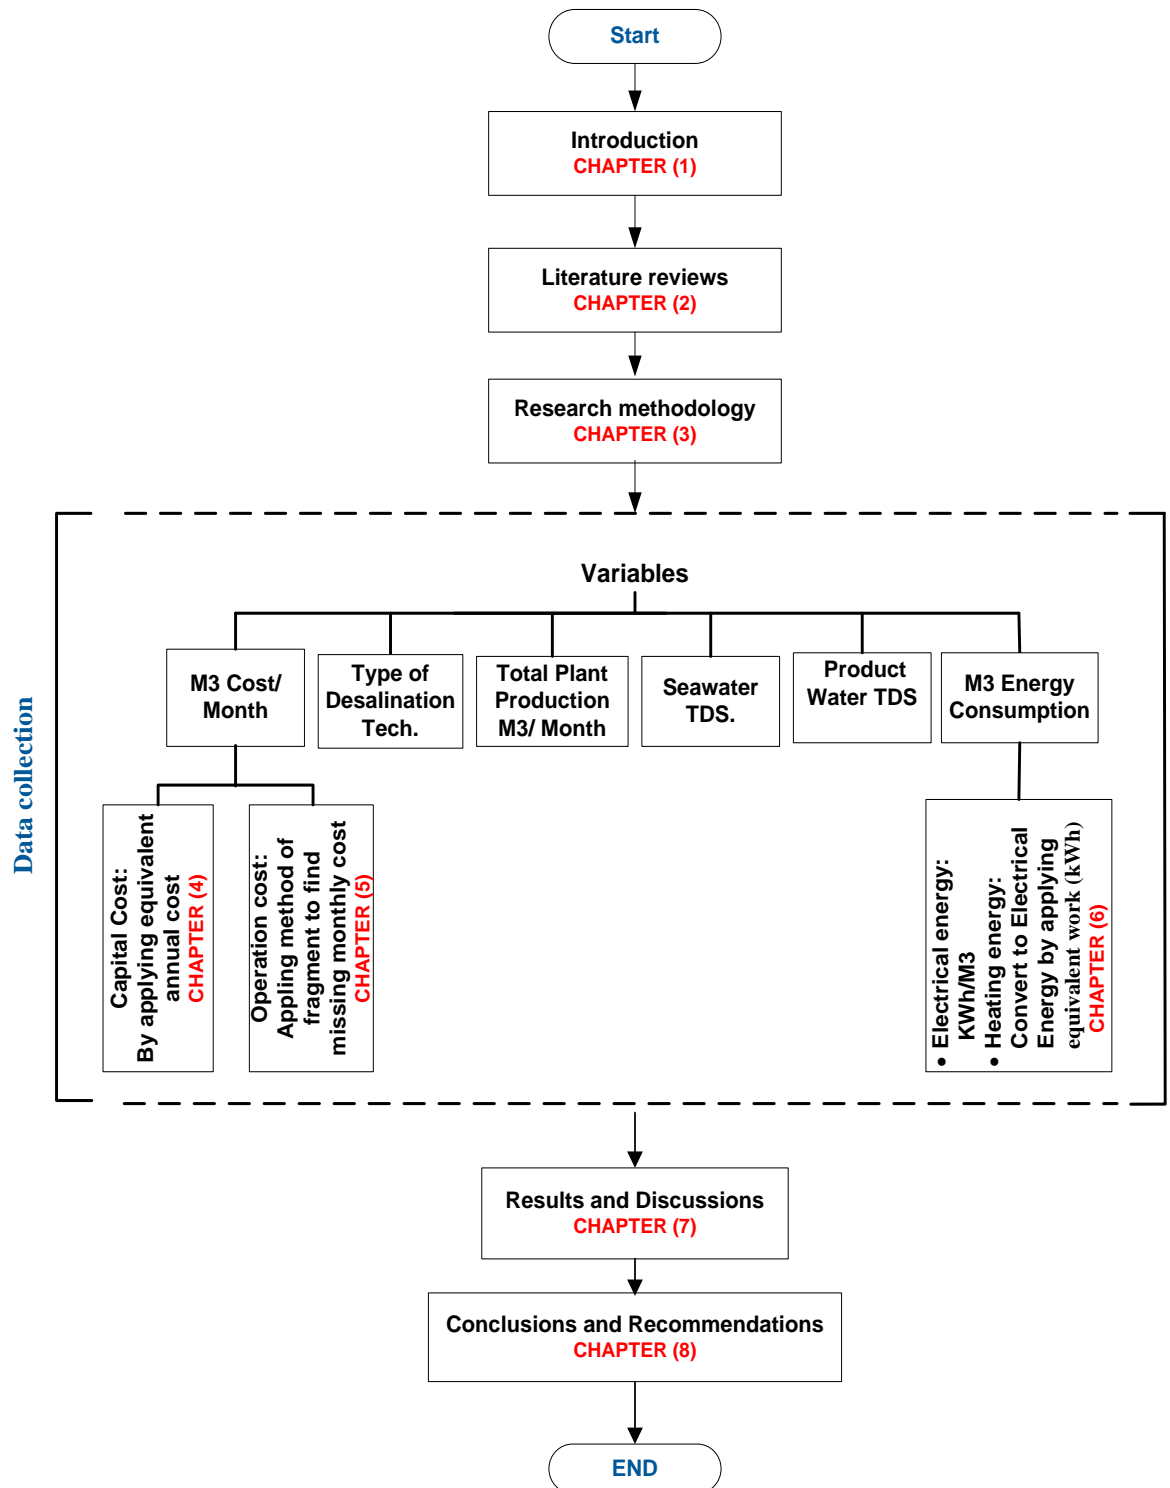 Start
Introduction
CHAPTER (1)
Literature reviews
CHAPTER (2)
Research methodology
CHAPTER (3)
Data collection
Variables
M3 Cost/
Month
Type of
Desalination
Tech.
Total Plant
Production
M3/ Month
Seawater
TDS.
Product
Water TDS
M3 Energy
Consumption
Capital Cost:
By applying equivalent
annual cost
CHAPTER (4)
Operation cost:
Appling method of
fragment to find
missing monthly cost
CHAPTER (5)
• Electrical energy:
KWh/M3
• Heating energy:
Convert to Electrical
Energy by applying
equivalent work (kWh)
CHAPTER (6)
Results and Discussions
CHAPTER (7)
Conclusions and Recommendations
CHAPTER (8)
END